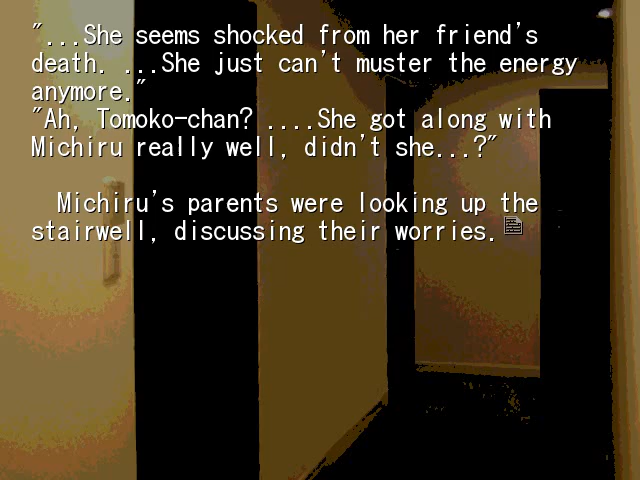 "...She seems shocked from her friend's
death. ...She just can't muster the energy
anymore."
"Ah, Tomoko-chan? ....She got along with
Michiru really well, didn't she...?"
Michiru's parents were looking up the
stairwell, discussing their worries.